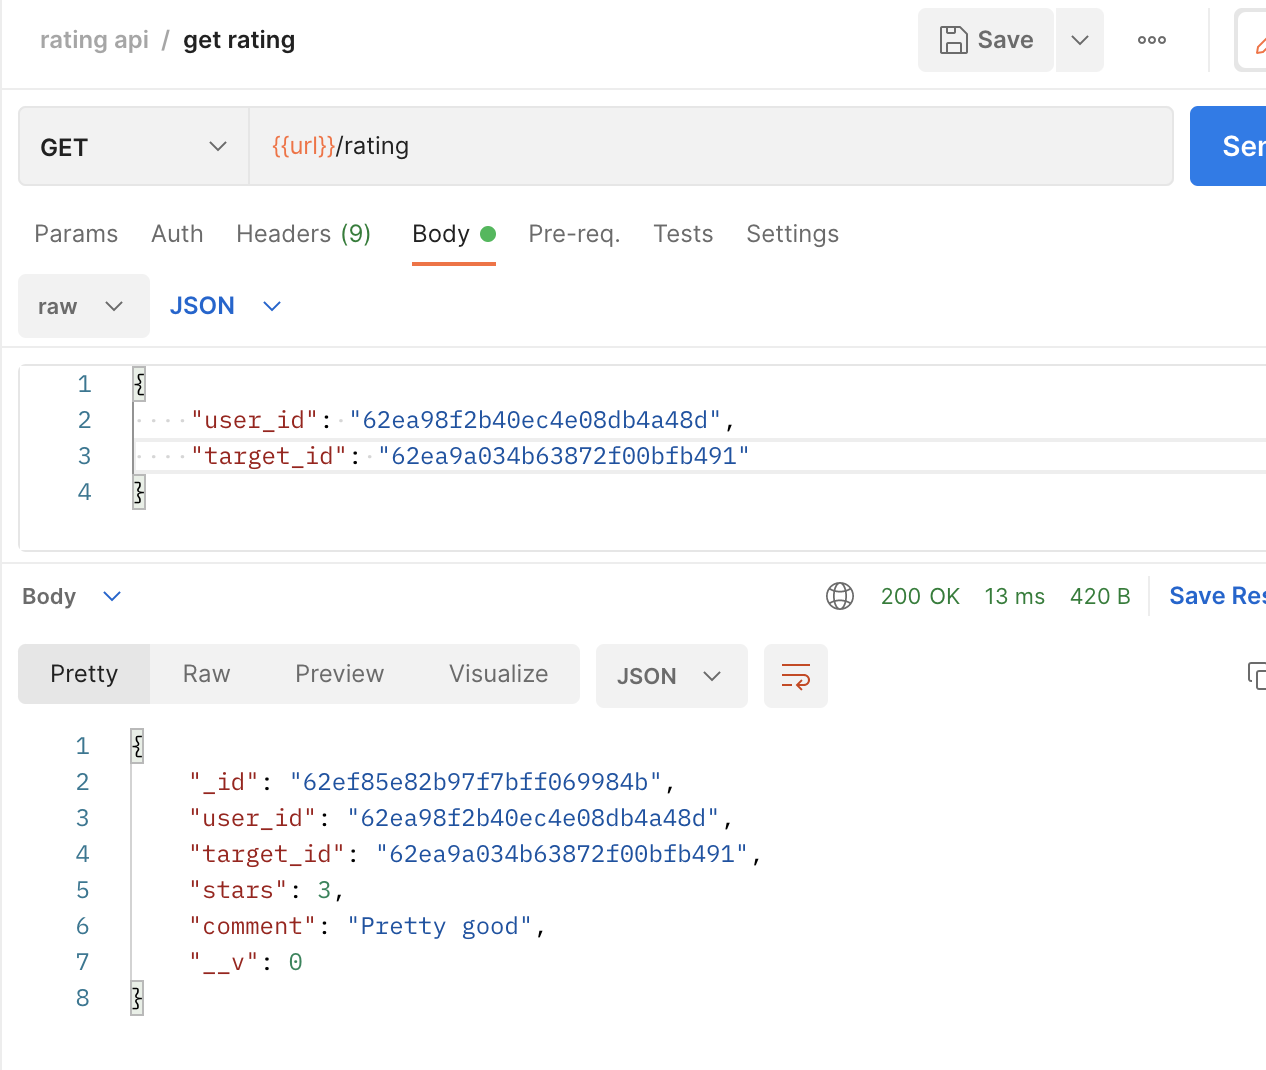 rating api / get rating
Save
GET
{{url}}/rating
Params Auth Headers (9) Body Pre-req. Tests Settings
raw JSON
1 {
2 "user_id": "62ea98f2b40ec4e08db4a48d",
3 "target_id": "62ea9a034b63872f00bfb491"
4 }
Body 200 OK 13 ms 420 B Save Res
Pretty Raw Preview Visualize JSON
1 {
2 "_id": "62ef85e82b97f7bff069984b",
3 "user_id": "62ea98f2b40ec4e08db4a48d",
4 "target_id": "62ea9a034b63872f00bfb491",
5 "stars": 3,
6 "comment": "Pretty good",
7 "__v": 0
8 }